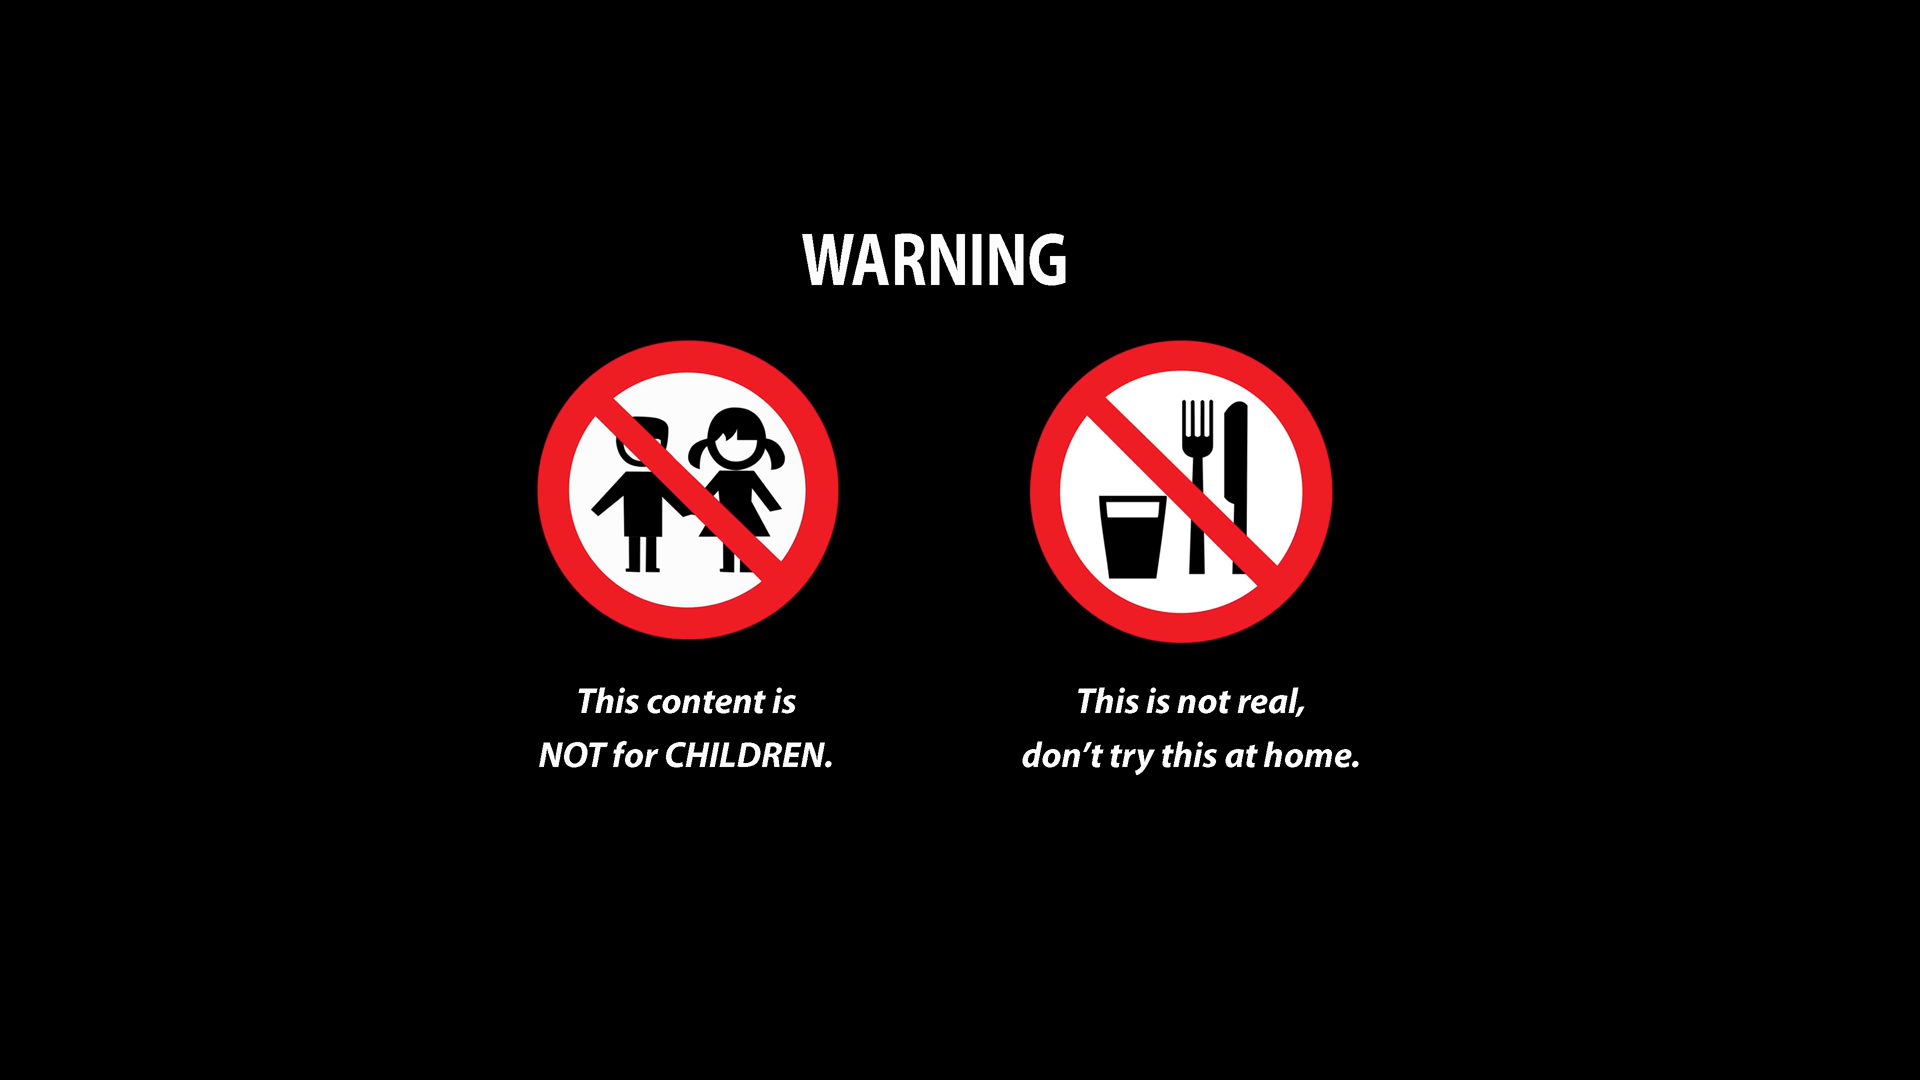 WARNING
This content is
NOT for CHILDREN.
This is not real,
don’t try this at home.